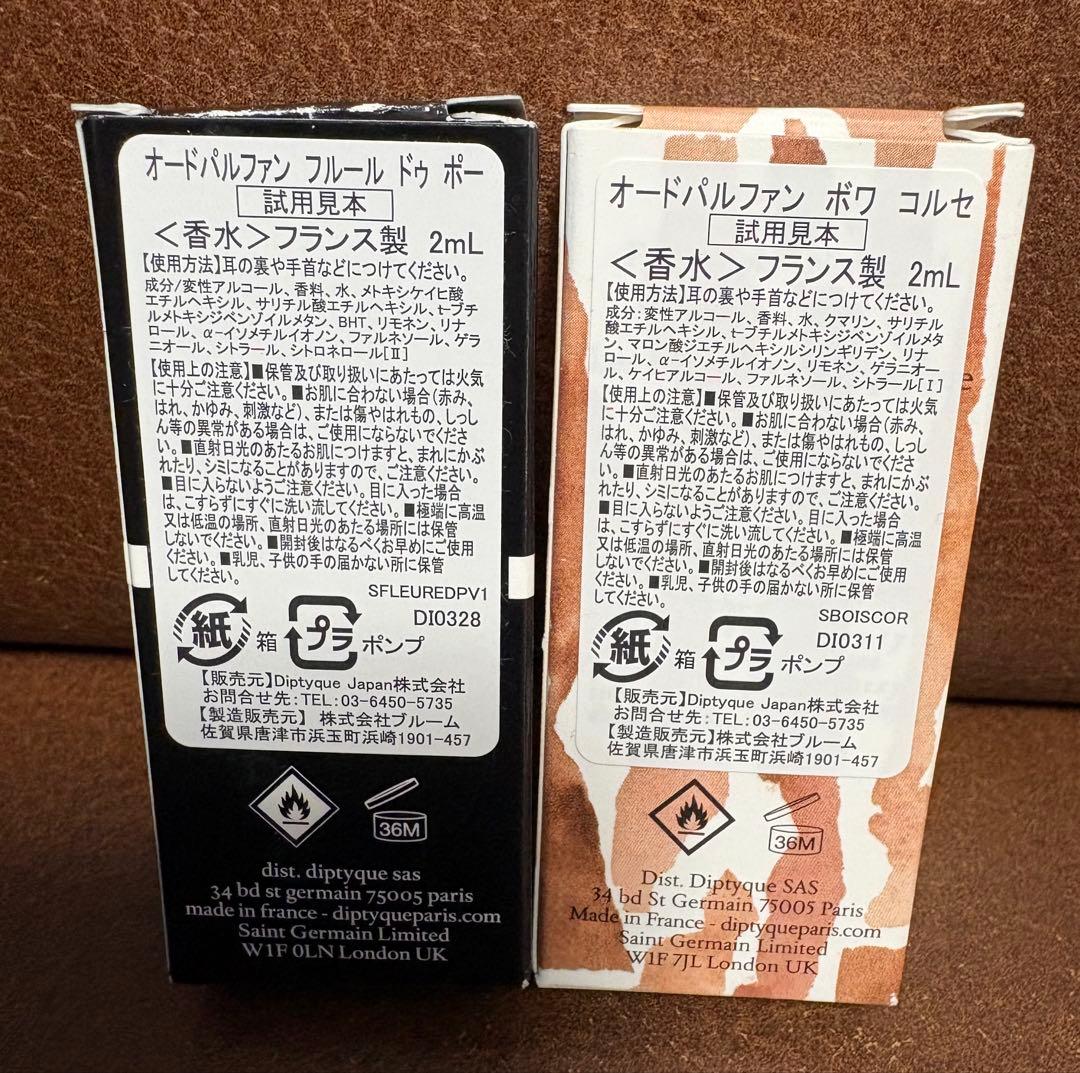 オードパルファン フルール ドゥ ポー
試用見本
＜香水＞フランス製 2mL
【使用方法】耳の裏や手首などにつけてください。
成分/変性アルコール、香料、水、メトキシケイヒ酸
エチルヘキシル、サリチル酸エチルヘキシル、t-ブチ
ルメトキシジベンゾイルメタン、BHT、リモネン、リナ
ロール、α-イソメチルイオノン、ファルネソール、ゲラ
ニオール、シトラール、シトロネロール[Ⅱ]
【使用上の注意】■保管及び取り扱いにあたっては火気
に十分ご注意ください。■お肌に合わない場合(赤み、
はれ、かゆみ、刺激など)、または傷やはれもの、しっし
ん等の異常がある場合は、ご使用にならないでくださ
い。■直射日光のあたるお肌につけますと、まれにかぶ
れたり、シミになることがありますので、ご注意ください。
■目に入らないようご注意ください。目に入った場合
は、こすらずにすぐに洗い流してください。■極端に高温
又は低温の場所、直射日光のあたる場所には保管
しないでください。■開封後はなるべくお早めにご使用
ください。■乳児、子供の手の届かない所に保管
してください。
SFLEUREDPV1
DI0328
紙 箱 プラ ポンプ
【販売元】Diptyque Japan株式会社
お問合せ先：TEL：03-6450-5735
【製造販売元】 株式会社ブルーム
佐賀県唐津市浜玉町浜崎1901-457
36M
dist. diptyque sas
34 bd st germain 75005 paris
made in france - diptyqueparis.com
Saint Germain Limited
W1F 0LN London UK
オードパルファン ボワ コルセ
試用見本
＜香水＞フランス製 2mL
【使用方法】耳の裏や手首などにつけてください。
成分：変性アルコール、香料、水、クマリン、サリチル
酸エチルヘキシル、t-ブチルメトキシジベンゾイルメタ
ン、マロン酸ジエチルヘキシルシリンギリデン、リナ
ロール、α-イソメチルイオノン、リモネン、ゲラニオー
ル、ケイヒアルコール、ファルネソール、シトラール[Ⅰ]
【使用上の注意】■保管及び取り扱いにあたっては火気
に十分ご注意ください。■お肌に合わない場合(赤み、
はれ、かゆみ、刺激など)、または傷やはれもの、しっし
ん等の異常がある場合は、ご使用にならないでくださ
い。■直射日光のあたるお肌につけますと、まれにかぶ
れたり、シミになることがありますので、ご注意ください。
■目に入らないようご注意ください。目に入った場合
は、こすらずにすぐに洗い流してください。■極端に高温
又は低温の場所、直射日光のあたる場所には保管
しないでください。■開封後はなるべくお早めにご使用
ください。■乳児、子供の手の届かない所に保管
してください。
SBOISCOR
DI0311
紙 箱 プラ ポンプ
【販売元】Diptyque Japan株式会社
お問合せ先：TEL：03-6450-5735
【製造販売元】株式会社ブルーム
佐賀県唐津市浜玉町浜崎1901-457
36M
Dist. Diptyque SAS
34 bd St Germain 75005 Paris
Made in France - diptyqueparis.com
Saint Germain Limited
W1F 7JL London UK